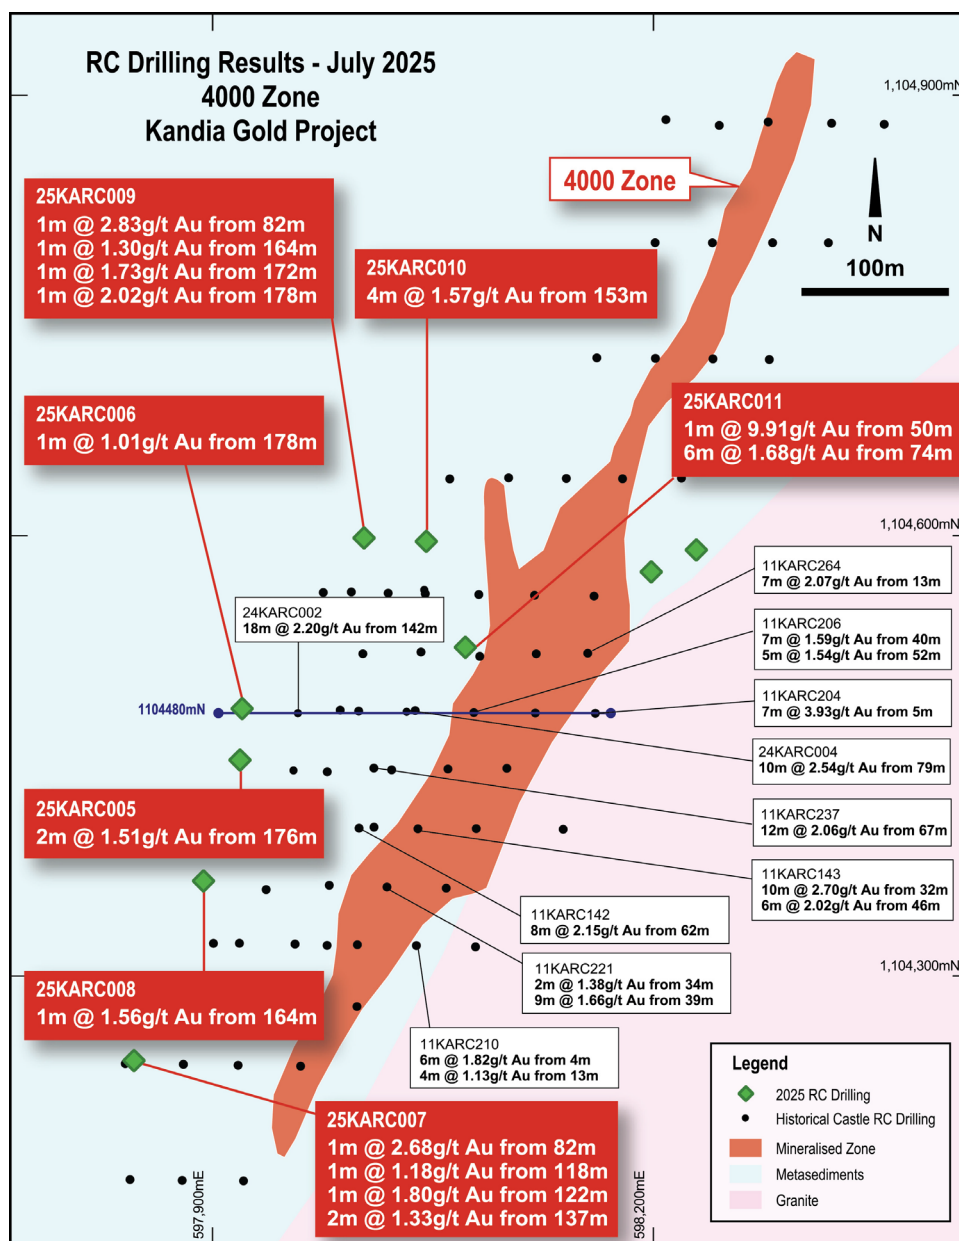 RC Drilling Results - July 2025
4000 Zone
Kandia Gold Project
1,104,900mN
4000 Zone
N
100m
25KARC009
1m @ 2.83g/t Au from 82m
1m @ 1.30g/t Au from 164m
1m @ 1.73g/t Au from 172m
1m @ 2.02g/t Au from 178m
25KARC010
4m @ 1.57g/t Au from 153m
25KARC006
1m @ 1.01g/t Au from 178m
25KARC011
1m @ 9.91g/t Au from 50m
6m @ 1.68g/t Au from 74m
1,104,600mN
11KARC264
7m @ 2.07g/t Au from 13m
24KARC002
18m @ 2.20g/t Au from 142m
11KARC206
7m @ 1.59g/t Au from 40m
5m @ 1.54g/t Au from 52m
1104480mN
11KARC204
7m @ 3.93g/t Au from 5m
24KARC004
10m @ 2.54g/t Au from 79m
25KARC005
2m @ 1.51g/t Au from 176m
11KARC237
12m @ 2.06g/t Au from 67m
11KARC143
10m @ 2.70g/t Au from 32m
6m @ 2.02g/t Au from 46m
11KARC142
8m @ 2.15g/t Au from 62m
11KARC221
2m @ 1.38g/t Au from 34m
9m @ 1.66g/t Au from 39m
1,104,300mN
25KARC008
1m @ 1.56g/t Au from 164m
11KARC210
6m @ 1.82g/t Au from 4m
4m @ 1.13g/t Au from 13m
25KARC007
1m @ 2.68g/t Au from 82m
1m @ 1.18g/t Au from 118m
1m @ 1.80g/t Au from 122m
2m @ 1.33g/t Au from 137m
Legend
2025 RC Drilling
Historical Castle RC Drilling
Mineralised Zone
Metasediments
Granite
597,900mE
598,200mE